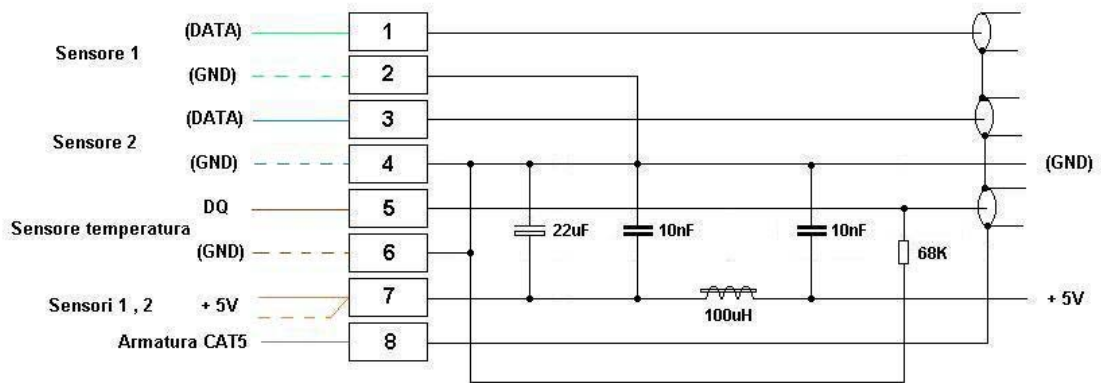 (DATA)
1
Sensore 1
(GND)
2
(DATA)
3
Sensore 2
(GND)
4
(GND)
DQ
5
Sensore temperatura
22uF
10nF
10nF
(GND)
6
68K
Sensori 1 , 2
+ 5V
7
+ 5V
100uH
Armatura CAT5
8